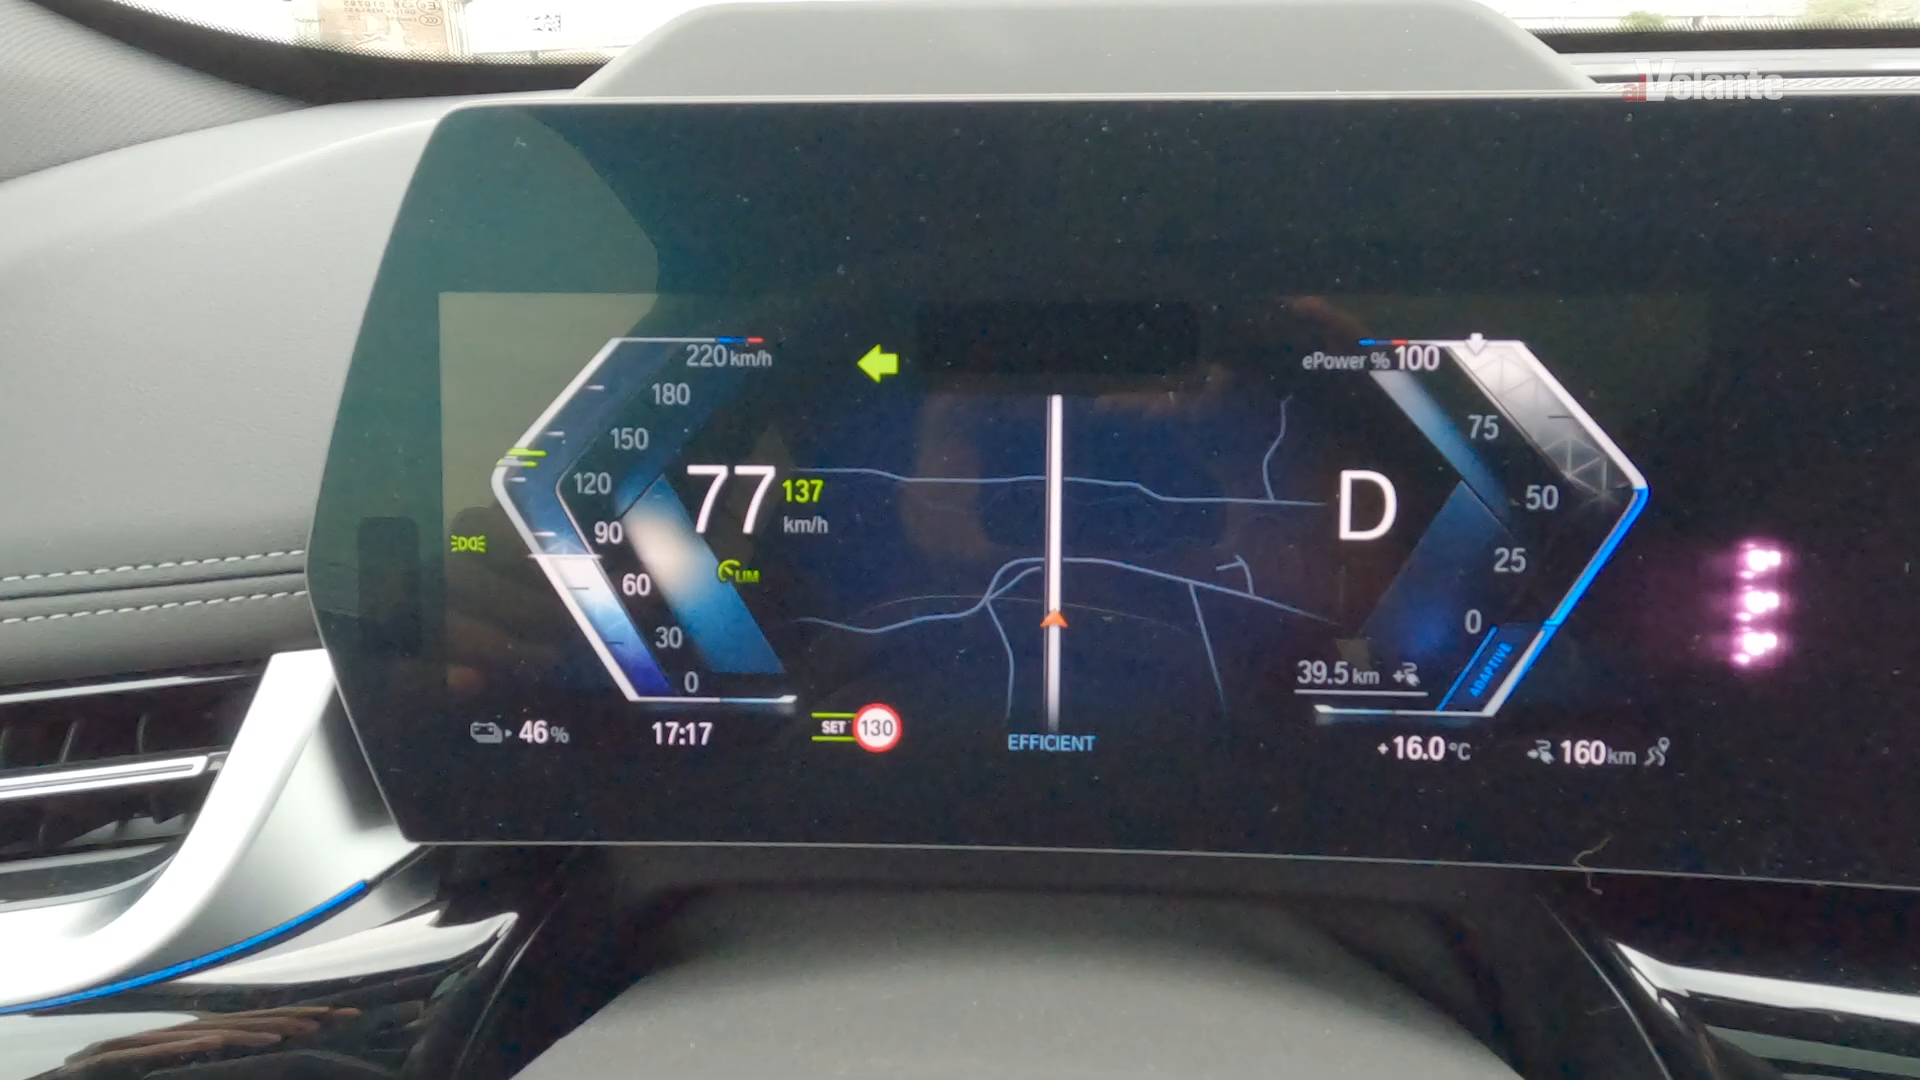 alVolante
220 km/h
180
150
120
90
60
30
0
77
137
km/h
LIM
ePower % 100
75
50
25
0
D
ADAPTIVE
39.5 km
46 %
17:17
SET 130
EFFICIENT
+16.0 °C
160 km